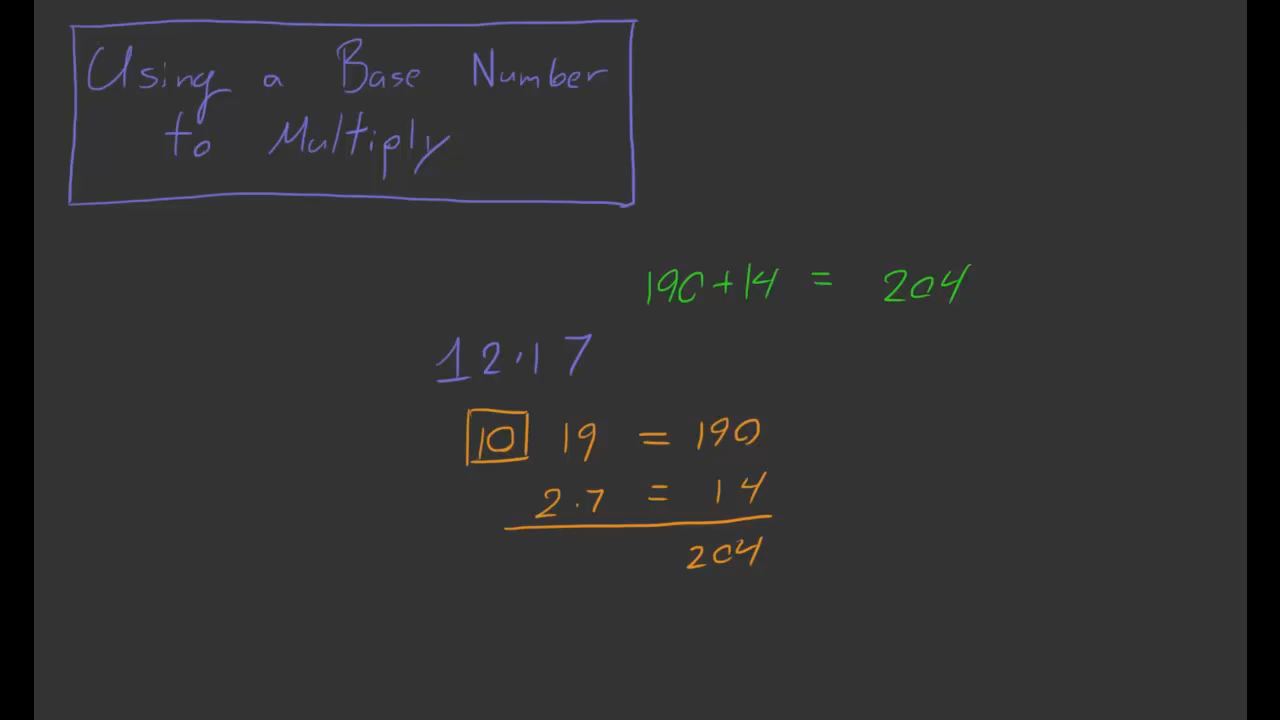 Using a Base Number
to Multiply
190+14 = 204
12·17
10 19 = 190
2·7 = 14
204